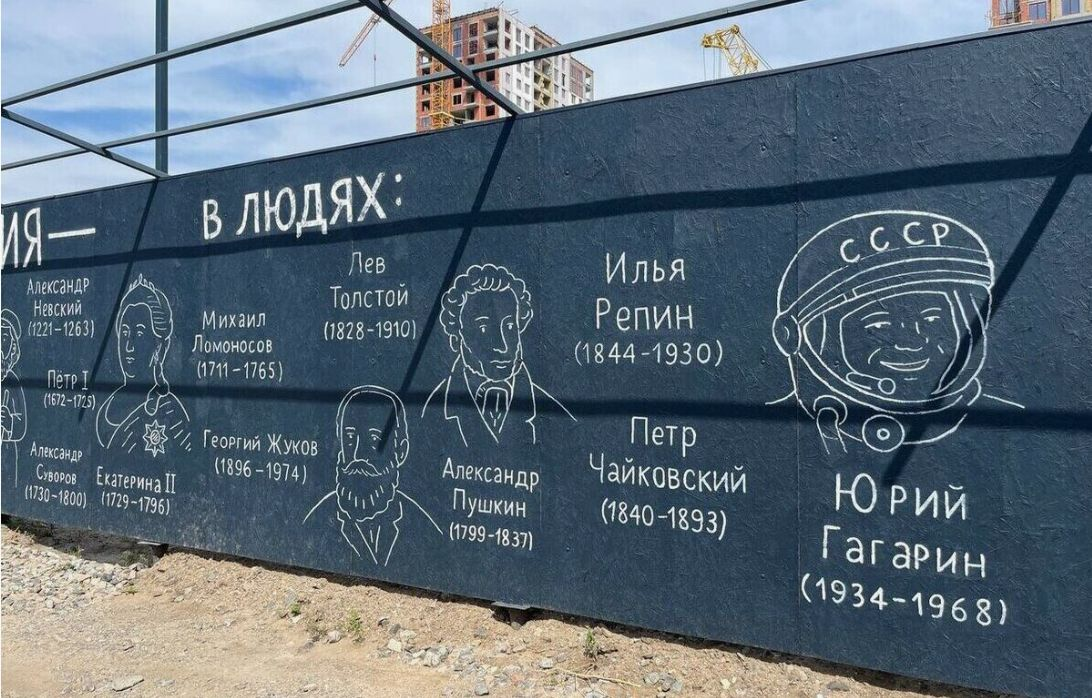 ИЯ —
В ЛЮДЯХ:
Александр
Невский
(1221-1263)
Пётр I
(1672-1725)
Александр
Суворов
(1730-1800)
Екатерина II
(1729-1796)
Михаил
Ломоносов
(1711-1765)
Георгий Жуков
(1896-1974)
Лев
Толстой
(1828-1910)
Александр
Пушкин
(1799-1837)
Илья
Репин
(1844-1930)
Петр
Чайковский
(1840-1893)
СССР
Юрий
Гагарин
(1934-1968)